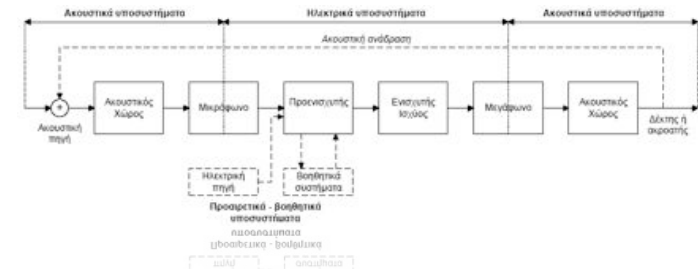 Ακουστικά υποσυστήματα
Ηλεκτρικά υποσυστήματα
Ακουστικά υποσυστήματα
Ακουστική ανάδραση
+
Ακουστική
πηγή
Ακουστικός
Χώρος
Μικρόφωνο
Προενισχυτής
Ενισχυτής
Ισχύος
Μεγάφωνο
Ακουστικός
Χώρος
Δέκτης ή
ακροατής
Ηλεκτρική
πηγή
Βοηθητικά
συστήματα
Προαιρετικά - βοηθητικά
υποσυστήματα